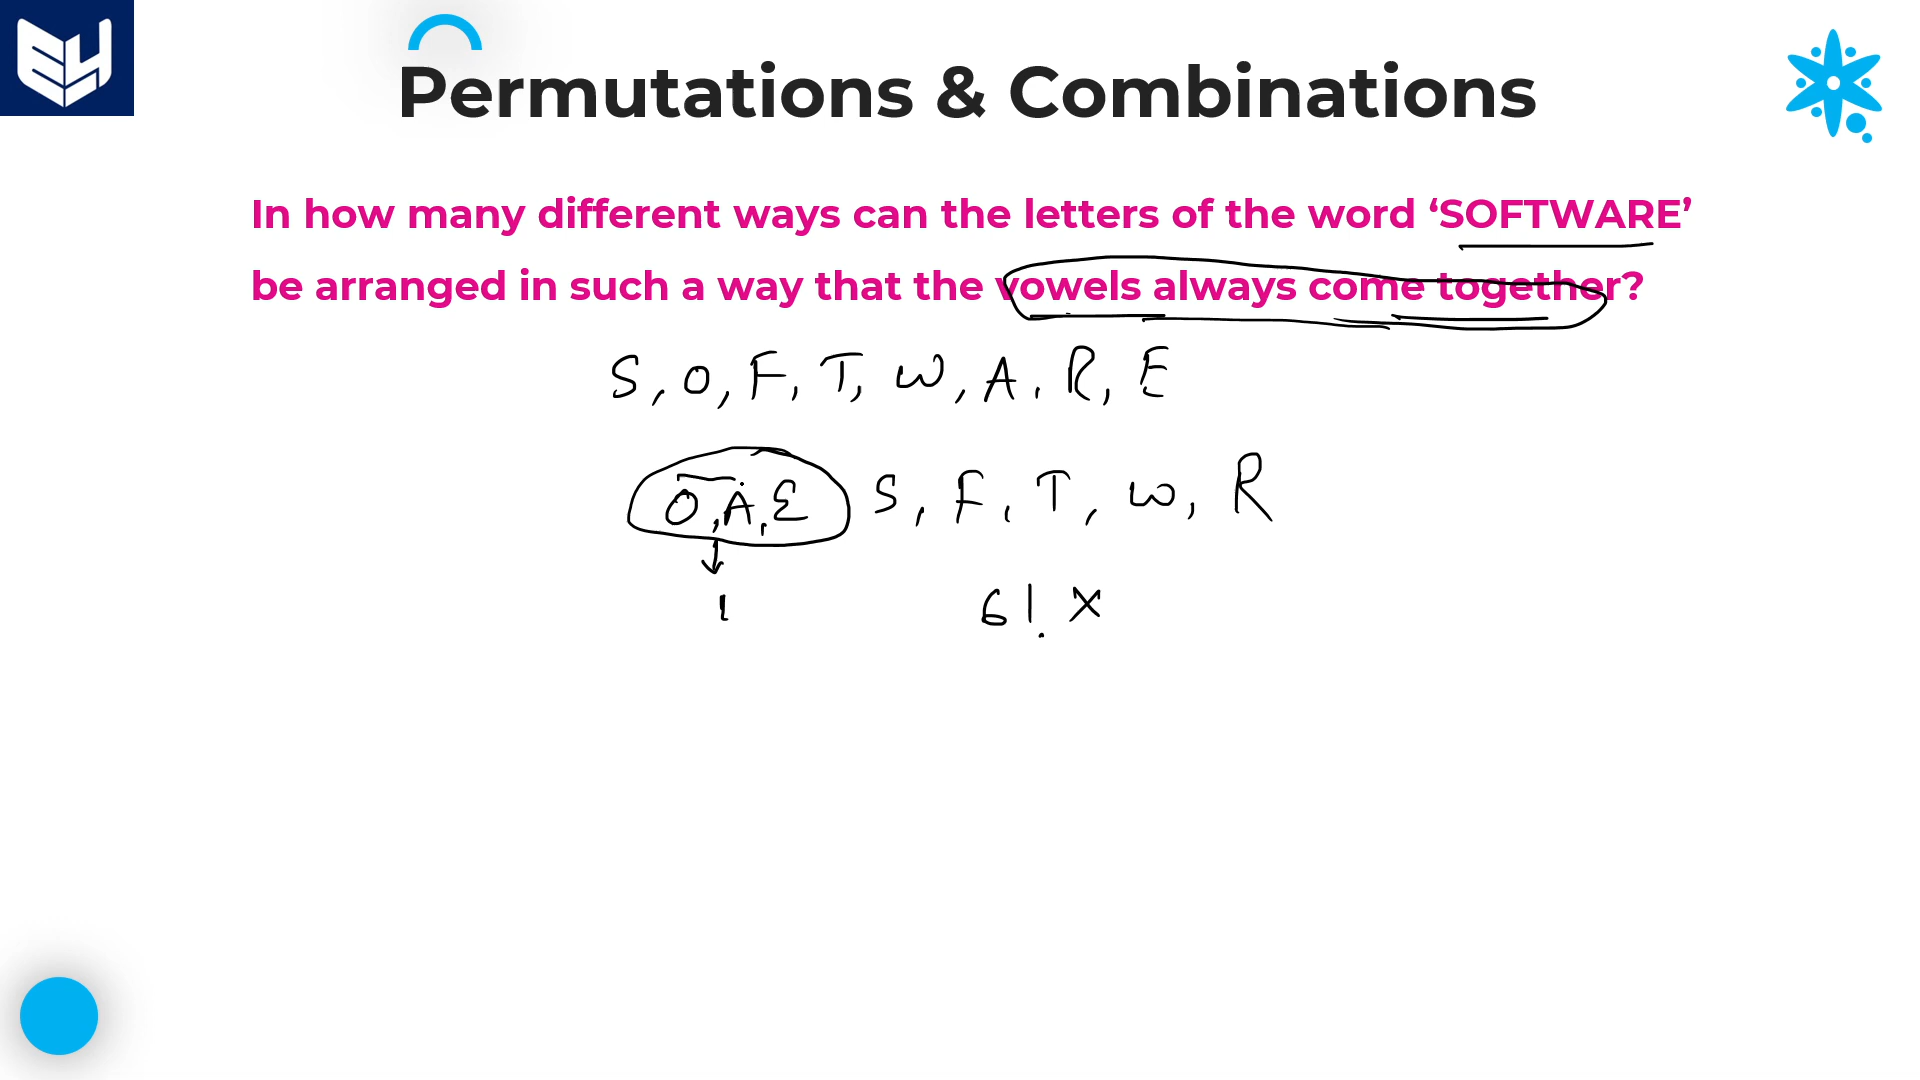 Permutations & Combinations
In how many different ways can the letters of the word ‘SOFTWARE’
be arranged in such a way that the vowels always come together?
S, O, F, T, W, A, R, E
O, A, E S, F, T, W, R
1 6! ×